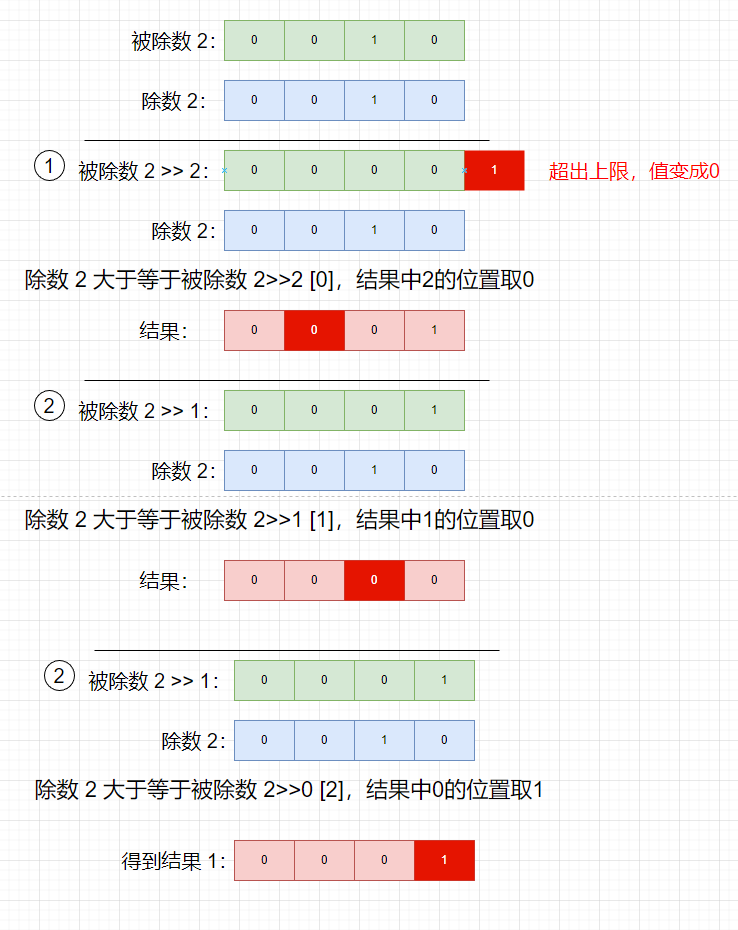 被除数 2： 0 0 1 0
除数 2： 0 0 1 0
1 被除数 2 >> 2： 0 0 0 0 1 超出上限，值变成0
除数 2： 0 0 1 0
除数 2 大于等于被除数 2>>2 [0]，结果中2的位置取0
结果： 0 0 0 1
2 被除数 2 >> 1： 0 0 0 1
除数 2： 0 0 1 0
除数 2 大于等于被除数 2>>1 [1]，结果中1的位置取0
结果： 0 0 0 0
2 被除数 2 >> 1： 0 0 0 1
除数 2： 0 0 1 0
除数 2 大于等于被除数 2>>0 [2]，结果中0的位置取1
得到结果 1： 0 0 0 1